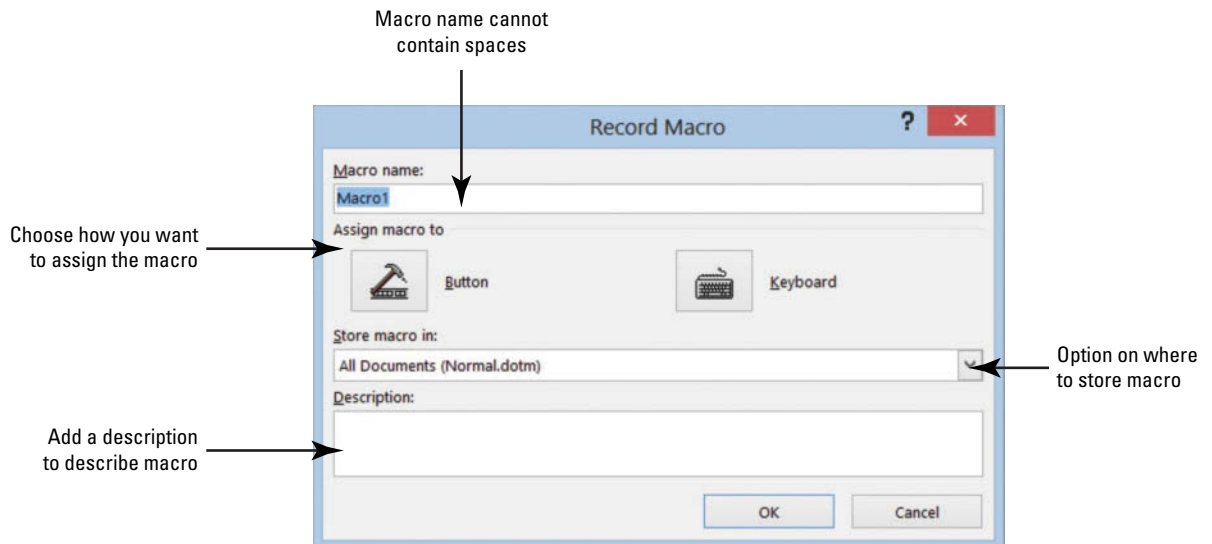 Macro name cannot
contain spaces
Record Macro
? ×
Macro name:
Macro1
Choose how you want
to assign the macro
Assign macro to
Button
Keyboard
Store macro in:
All Documents (Normal.dotm)
Option on where
to store macro
Description:
Add a description
to describe macro
OK
Cancel